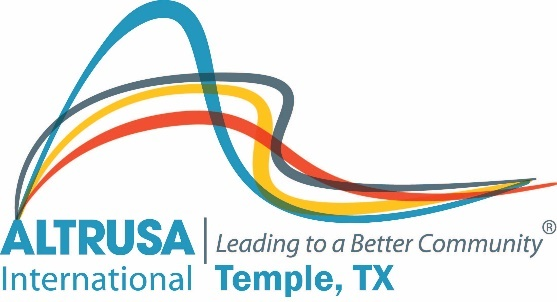 ALTRUSA | Leading to a Better Community®
International Temple, TX